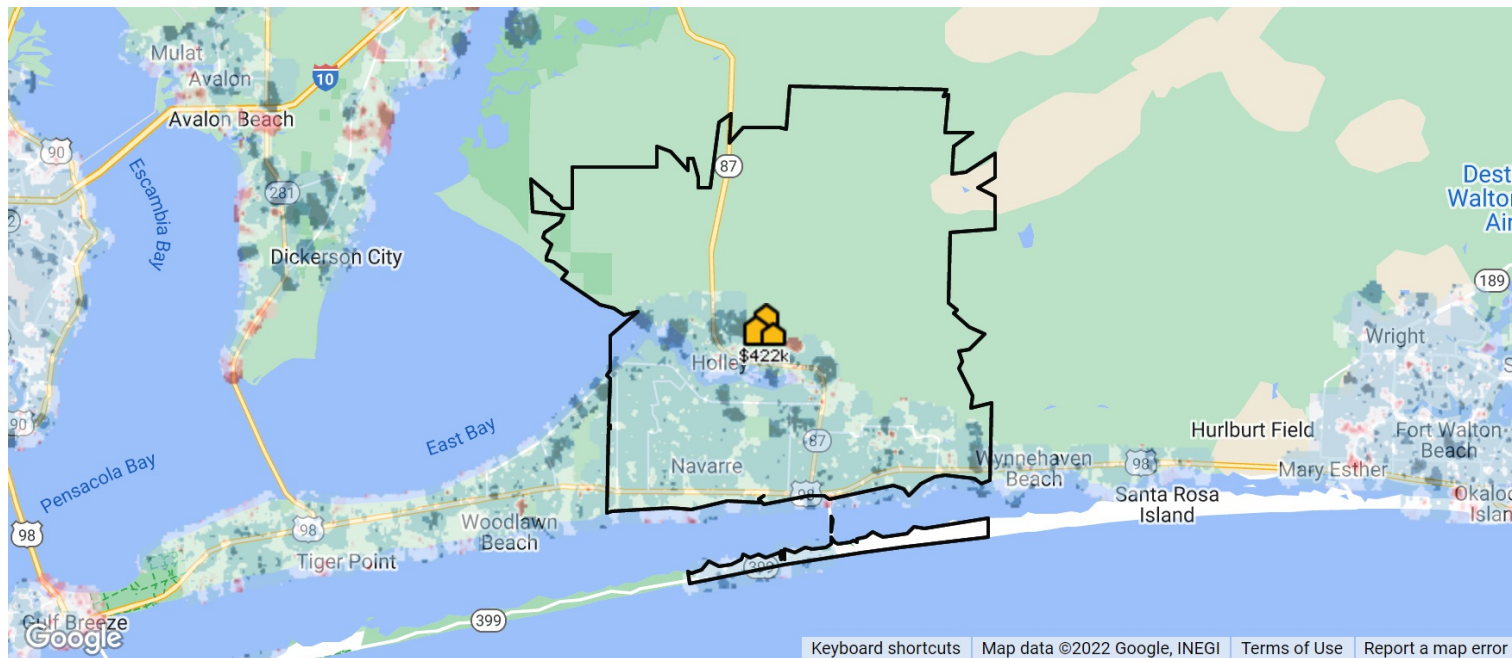 Mulat
Avalon
10
Avalon Beach
90
Escambia Bay
281
87
Dest
Walton
Air
Dickerson City
189
Holley
$422k
Wright
90
East Bay
87
Hurlburt Field
Fort Walton
Beach
Navarre
Wynnehaven
Beach
98
Mary Esther
Pensacola Bay
98
Santa Rosa
Island
Okaloo
Islan
98
98
Woodlawn
Beach
Tiger Point
399
399
Gulf Breeze
Google
Keyboard shortcuts
Map data ©2022 Google, INEGI
Terms of Use
Report a map error